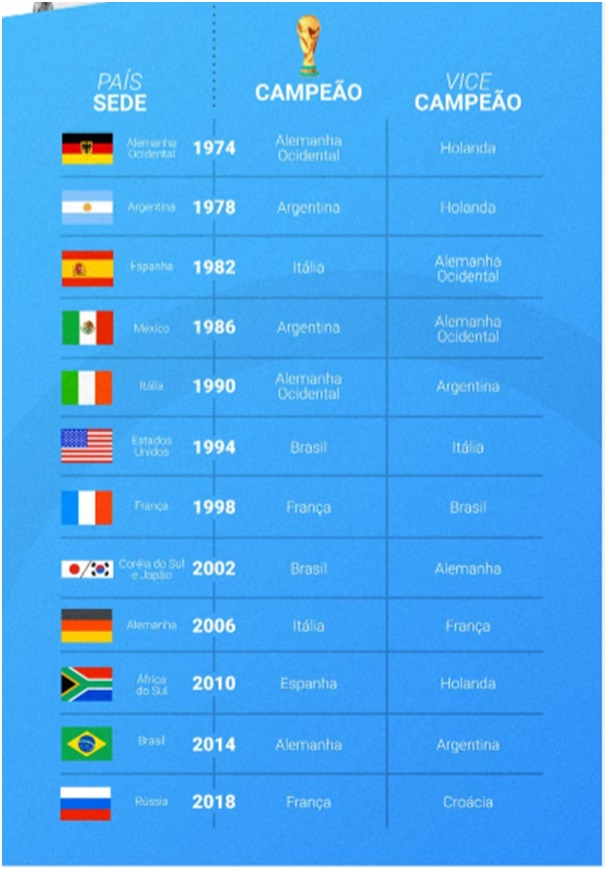 PAÍS
SEDE
CAMPEÃO
VICE
CAMPEÃO
Alemanha
Ocidental
1974
Alemanha
Ocidental
Holanda
Argentina
1978
Argentina
Holanda
Espanha
1982
Itália
Alemanha
Ocidental
México
1986
Argentina
Alemanha
Ocidental
Itália
1990
Alemanha
Ocidental
Argentina
Estados
Unidos
1994
Brasil
Itália
França
1998
França
Brasil
Coréia do Sul
e Japão
2002
Brasil
Alemanha
Alemanha
2006
Itália
França
África
do Sul
2010
Espanha
Holanda
Brasil
2014
Alemanha
Argentina
Rússia
2018
França
Croácia